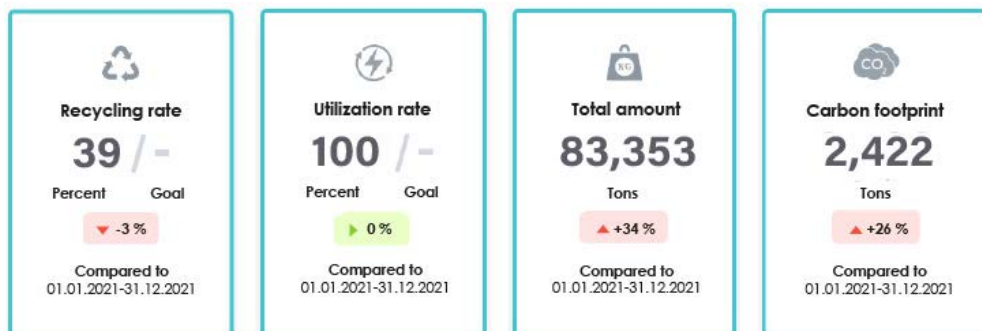 Recycling rate
39 / -
Percent Goal
-3 %
Compared to
01.01.2021-31.12.2021
Utilization rate
100 / -
Percent Goal
0 %
Compared to
01.01.2021-31.12.2021
KG
Total amount
83,353
Tons
+34 %
Compared to
01.01.2021-31.12.2021
CO2
Carbon footprint
2,422
Tons
+26 %
Compared to
01.01.2021-31.12.2021